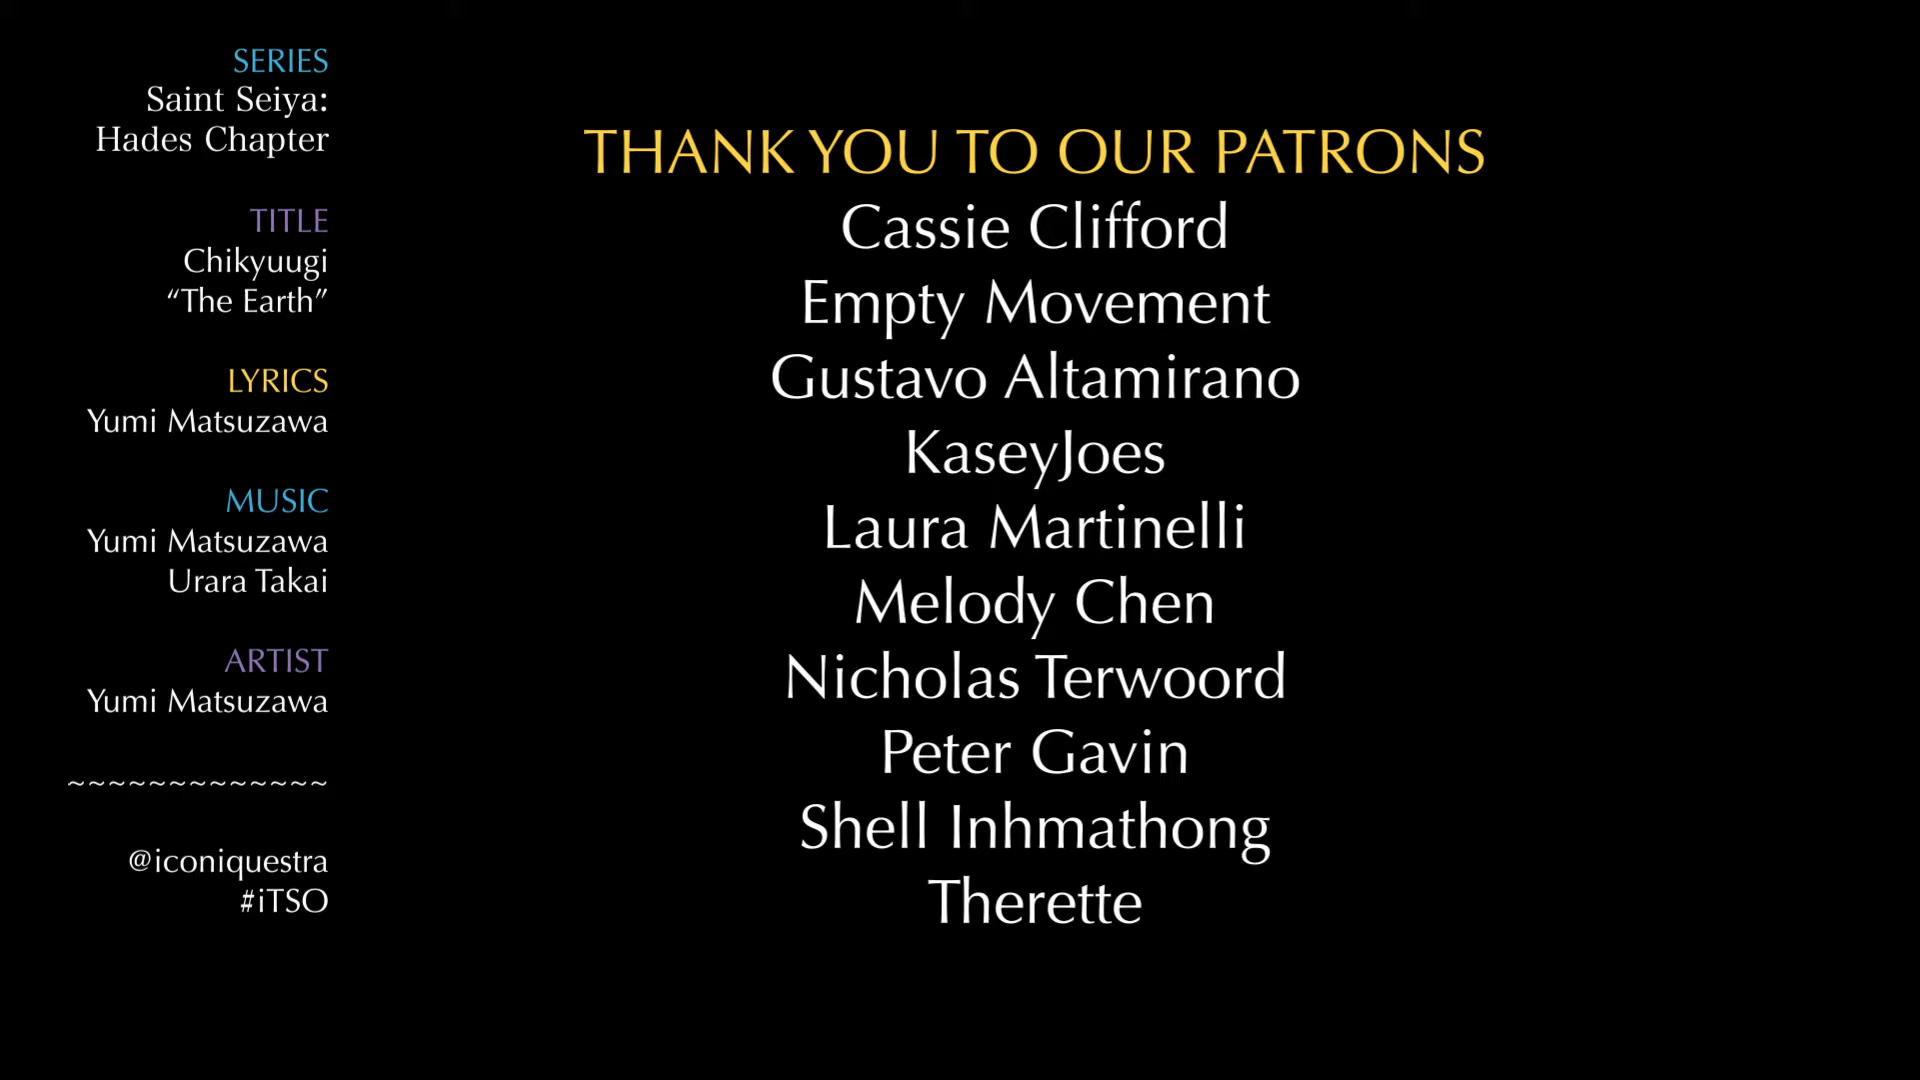 SERIES
Saint Seiya:
Hades Chapter
TITLE
Chikyuugi
“The Earth”
LYRICS
Yumi Matsuzawa
MUSIC
Yumi Matsuzawa
Urara Takai
ARTIST
Yumi Matsuzawa
~~~~~~~~~~~~~
@iconiquestra
#iTSO
THANK YOU TO OUR PATRONS
Cassie Clifford
Empty Movement
Gustavo Altamirano
KaseyJoes
Laura Martinelli
Melody Chen
Nicholas Terwoord
Peter Gavin
Shell Inhmathong
Therette